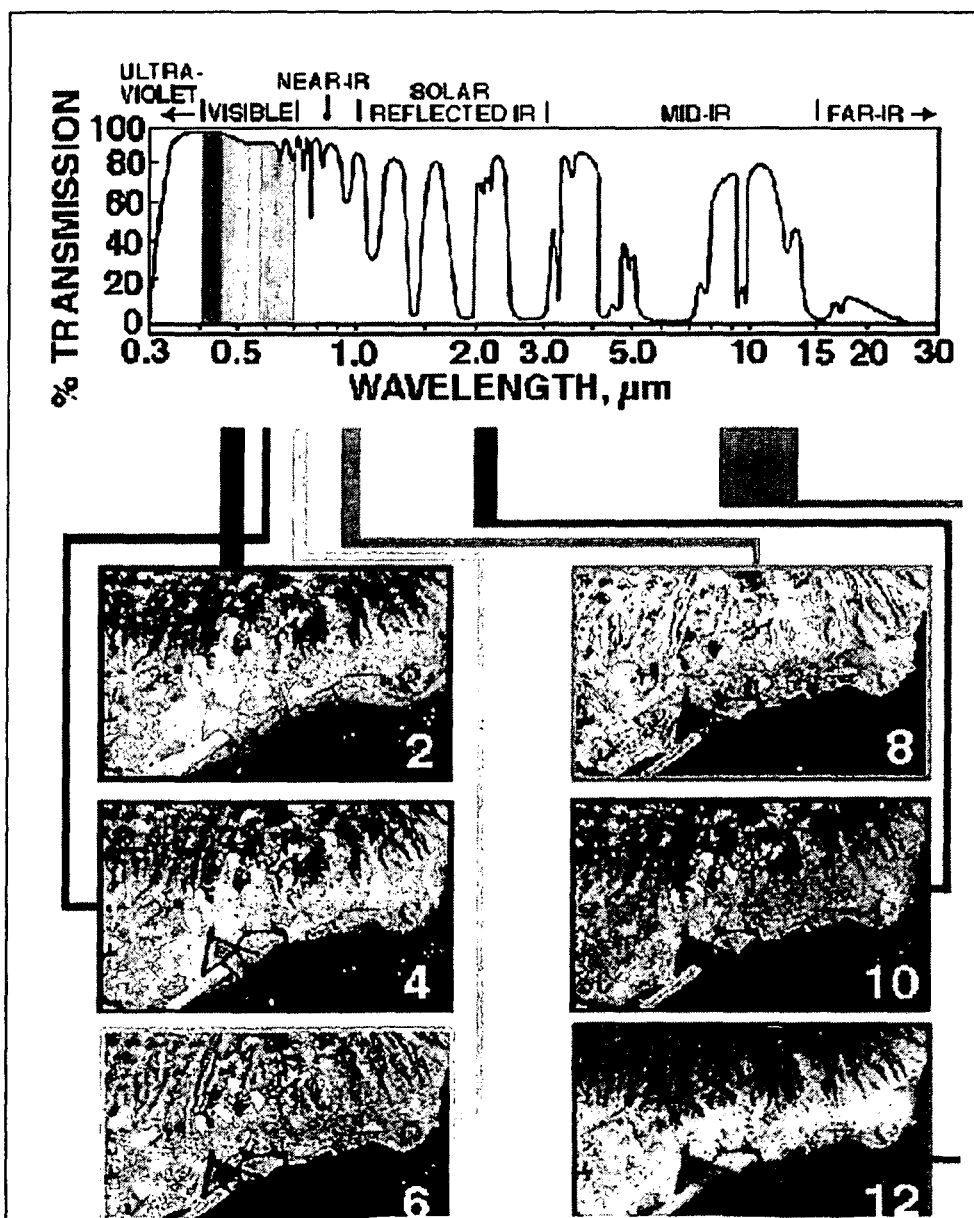 ULTRA-
VIOLET
VISIBLE
NEAR-IR
SOLAR
REFLECTED IR
MID-IR
FAR-IR
% TRANSMISSION
100
80
60
40
20
0
0.3 0.5 1.0 2.0 3.0 5.0 10 15 20 30
WAVELENGTH, µm
2
8
4
10
6
12